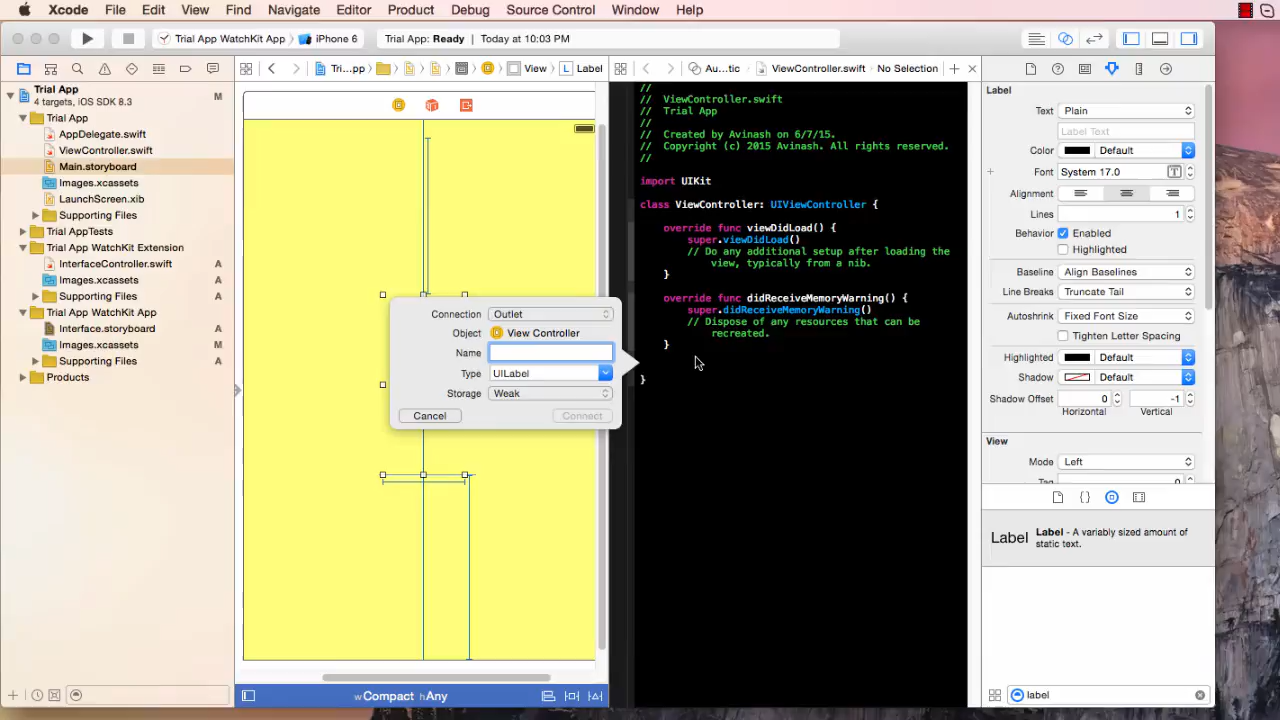 Xcode File Edit View Find Navigate Editor Product Debug Source Control Window Help
Trial App WatchKit App iPhone 6 Trial App: Ready | Today at 10:03 PM
Tri...pp View L Label Au...tic ViewController.swift No Selection
Trial App M
4 targets, iOS SDK 8.3
Trial App
AppDelegate.swift
ViewController.swift
Main.storyboard
Images.xcassets
LaunchScreen.xib
Supporting Files
Trial AppTests
Trial App WatchKit Extension
InterfaceController.swift A
Images.xcassets A
Supporting Files A
Trial App WatchKit App
Interface.storyboard A
Images.xcassets M
Supporting Files A
Products
Connection Outlet
Object View Controller
Name
Type UILabel
Storage Weak
Cancel Connect
wCompact hAny
//
// ViewController.swift
// Trial App
//
// Created by Avinash on 6/7/15.
// Copyright (c) 2015 Avinash. All rights reserved.
//
import UIKit
class ViewController: UIViewController {
override func viewDidLoad() {
super.viewDidLoad()
// Do any additional setup after loading the
view, typically from a nib.
}
override func didReceiveMemoryWarning() {
super.didReceiveMemoryWarning()
// Dispose of any resources that can be
recreated.
}
}
Label
Text Plain
Label Text
Color Default
Font System 17.0 T
Alignment
Lines 1
Behavior Enabled
Highlighted
Baseline Align Baselines
Line Breaks Truncate Tail
Autoshrink Fixed Font Size
Tighten Letter Spacing
Highlighted Default
Shadow Default
Shadow Offset 0 -1
Horizontal Vertical
View
Mode Left
Label Label - A variably sized amount of
static text.
label